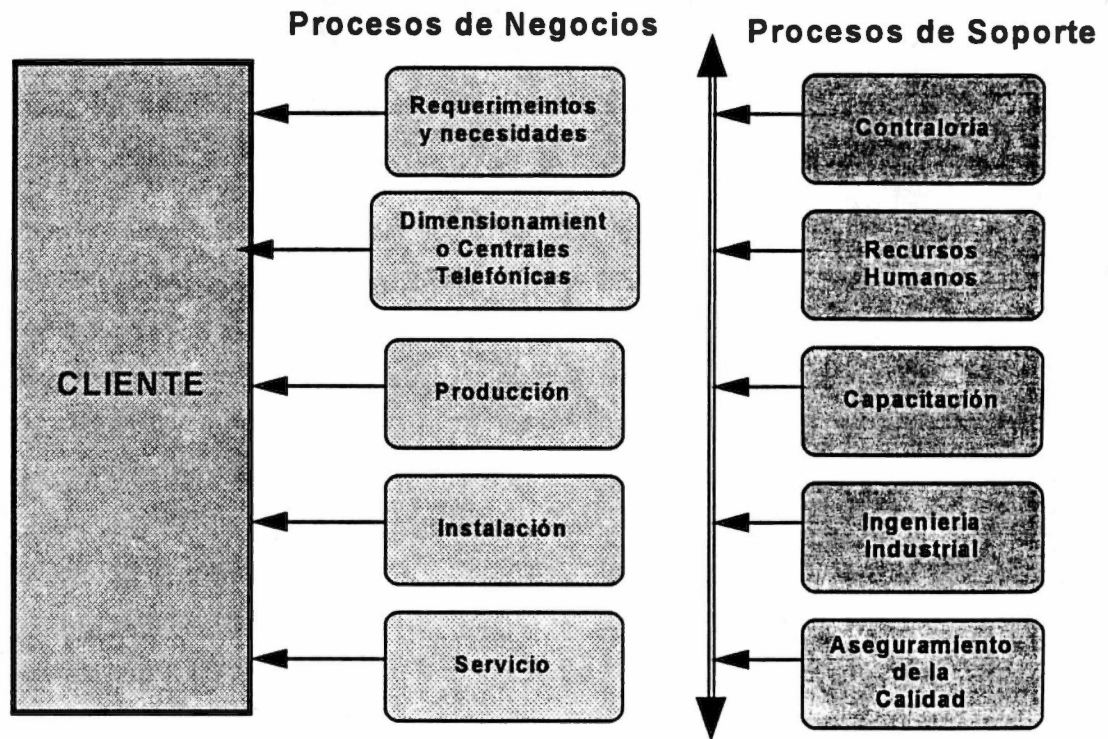 Procesos de Negocios
Procesos de Soporte
CLIENTE
Requerimeintos
y necesidades
Dimensionamient
o Centrales
Telefónicas
Producción
Instalación
Servicio
Contraloria
Recursos
Humanos
Capacitación
Ingenieria
Industrial
Aseguramiento
de la
Calidad